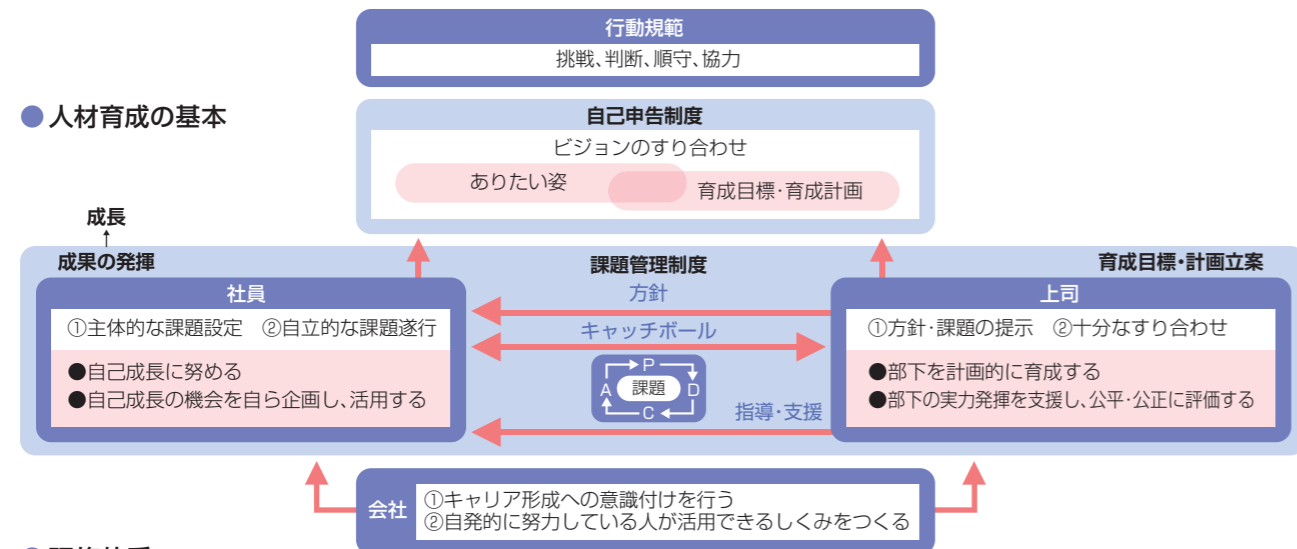 行動規範
挑戦、判断、順守、協力
●人材育成の基本
自己申告制度
ビジョンのすり合わせ
ありたい姿
育成目標・育成計画
成長
↑
成果の発揮
課題管理制度
育成目標・計画立案
社員
①主体的な課題設定 ②自立的な課題遂行
●自己成長に努める
●自己成長の機会を自ら企画し、活用する
方針
キャッチボール
P
A 課題 D
C
指導・支援
上司
①方針・課題の提示 ②十分なすり合わせ
●部下を計画的に育成する
●部下の実力発揮を支援し、公平・公正に評価する
会社
①キャリア形成への意識付けを行う
②自発的に努力している人が活用できるしくみをつくる